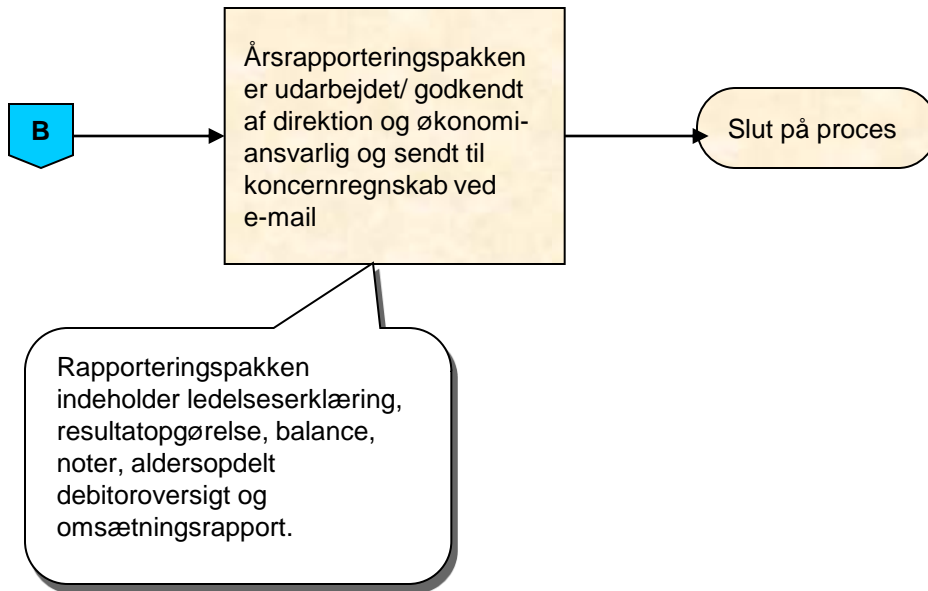 B
Årsrapporteringspakken
er udarbejdet/ godkendt
af direktion og økonomi-
ansvarlig og sendt til
koncernregnskab ved
e-mail
Slut på proces
Rapporteringspakken
indeholder ledelseserklæring,
resultatopgørelse, balance,
noter, aldersopdelt
debitoroversigt og
omsætningsrapport.